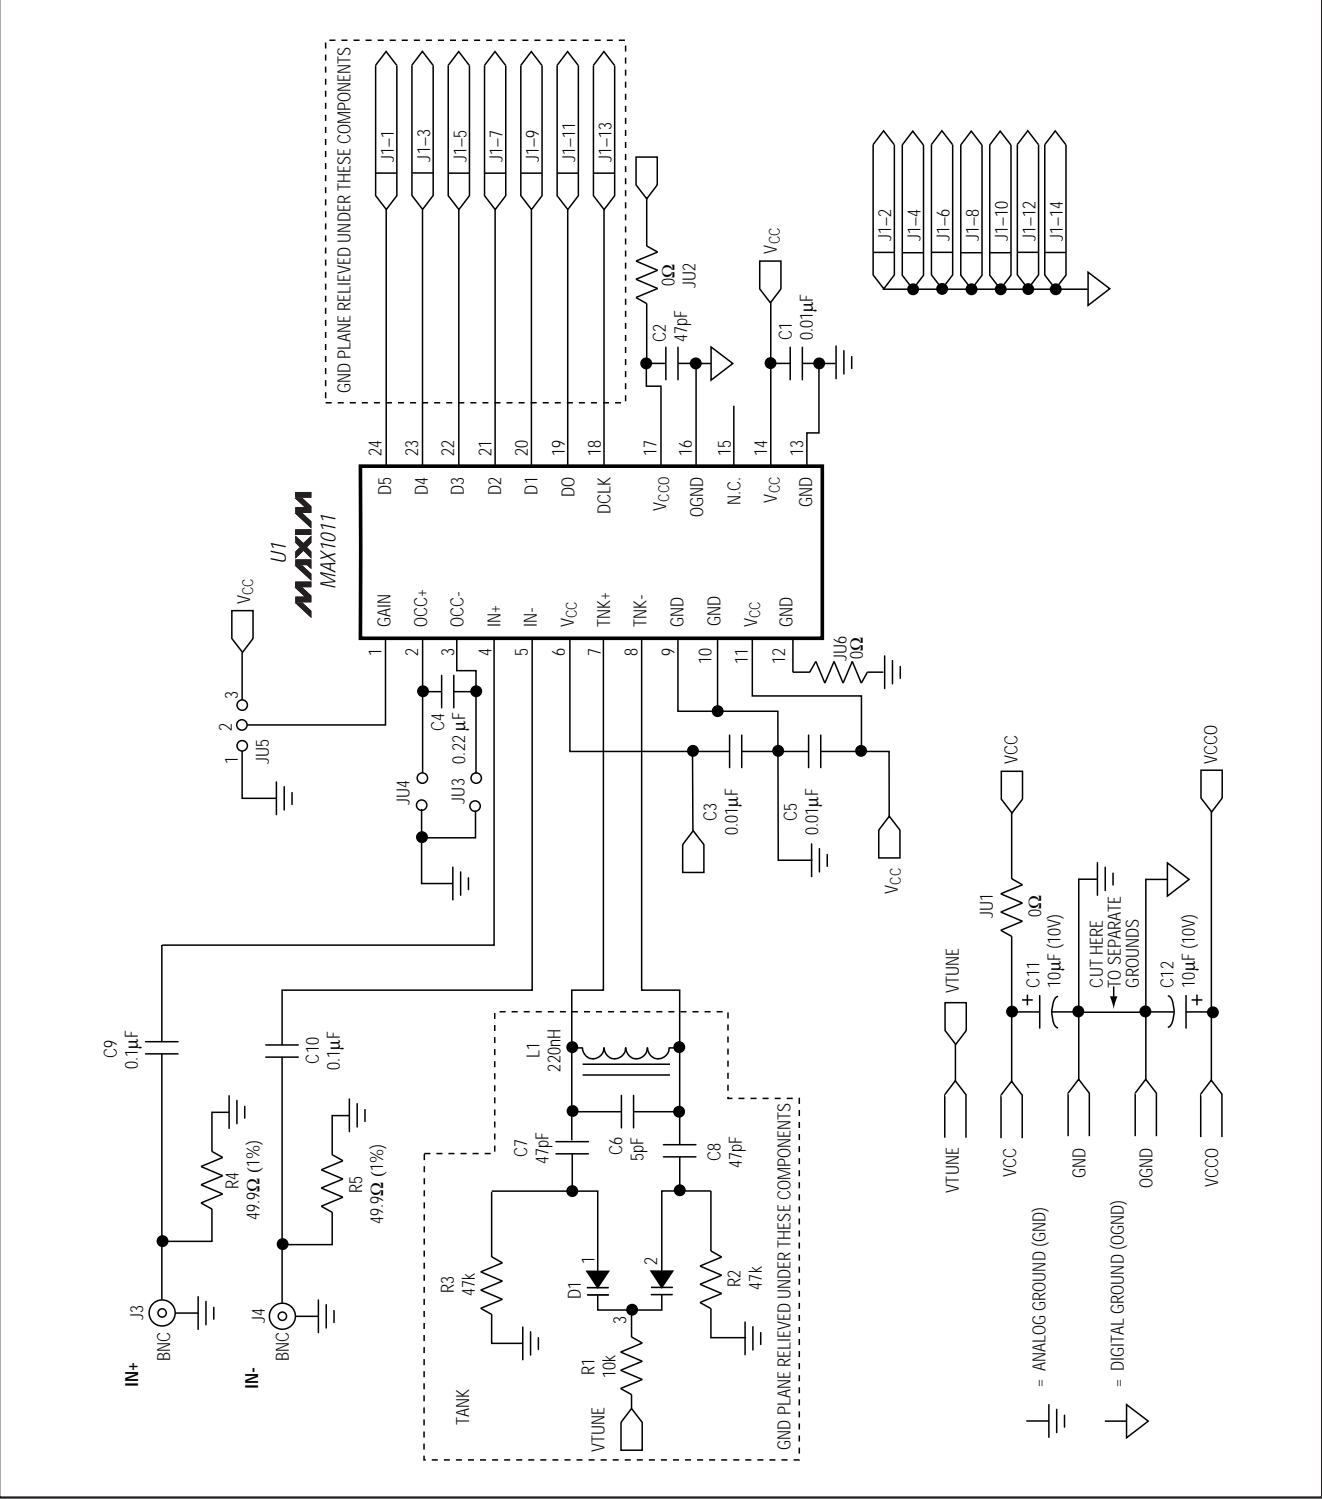 GND PLANE RELIEVED UNDER THESE COMPONENTS
J1–1
J1–3
J1–5
J1–7
J1–9
J1–11
J1–13
0Ω
JU2
C2
47pF
VCC
C1
0.01µF
J1–2
J1–4
J1–6
J1–8
J1–10
J1–12
J1–14
U1
MAXIM
MAX1011
24
23
22
21
20
19
18
17
16
15
14
13
D5
D4
D3
D2
D1
D0
DCLK
VCCO
OGND
N.C.
VCC
GND
GAIN
OCC+
OCC-
IN+
IN-
VCC
TNK+
TNK-
GND
GND
VCC
GND
1
2
3
4
5
6
7
8
9
10
11
12
VCC
3
2
1
JU5
JU4
JU3
C4
0.22 µF
JU6
0Ω
C3
0.01µF
C5
0.01µF
VCC
C9
0.1µF
C10
0.1µF
R4
49.9Ω (1%)
R5
49.9Ω (1%)
J3
BNC
IN+
J4
BNC
IN-
L1
220nH
C7
47pF
C6
5pF
C8
47pF
R3
47k
D1
1
2
3
R2
47k
R1
10k
VTUNE
TANK
GND PLANE RELIEVED UNDER THESE COMPONENTS
VTUNE
VTUNE
VCC
JU1
0Ω
VCC
C11
10µF (10V)
+
GND
CUT HERE
TO SEPARATE
GROUNDS
OGND
C12
10µF (10V)
+
VCCO
VCCO
= ANALOG GROUND (GND)
= DIGITAL GROUND (OGND)